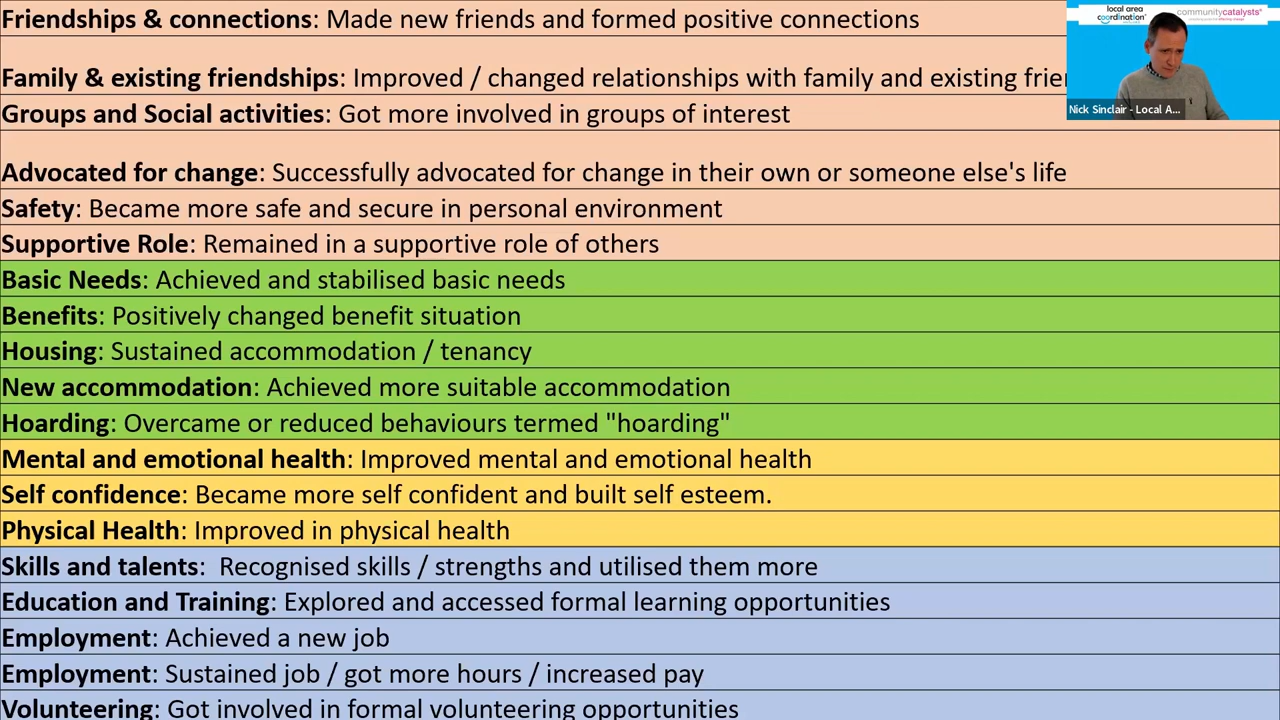 Friendships & connections: Made new friends and formed positive connections
local area
coordination
communitycatalysts
Family & existing friendships: Improved / changed relationships with family and existing frie
Nick Sinclair - Local A...
Groups and Social activities: Got more involved in groups of interest
Advocated for change: Successfully advocated for change in their own or someone else's life
Safety: Became more safe and secure in personal environment
Supportive Role: Remained in a supportive role of others
Basic Needs: Achieved and stabilised basic needs
Benefits: Positively changed benefit situation
Housing: Sustained accommodation / tenancy
New accommodation: Achieved more suitable accommodation
Hoarding: Overcame or reduced behaviours termed "hoarding"
Mental and emotional health: Improved mental and emotional health
Self confidence: Became more self confident and built self esteem.
Physical Health: Improved in physical health
Skills and talents:  Recognised skills / strengths and utilised them more
Education and Training: Explored and accessed formal learning opportunities
Employment: Achieved a new job
Employment: Sustained job / got more hours / increased pay
Volunteering: Got involved in formal volunteering opportunities